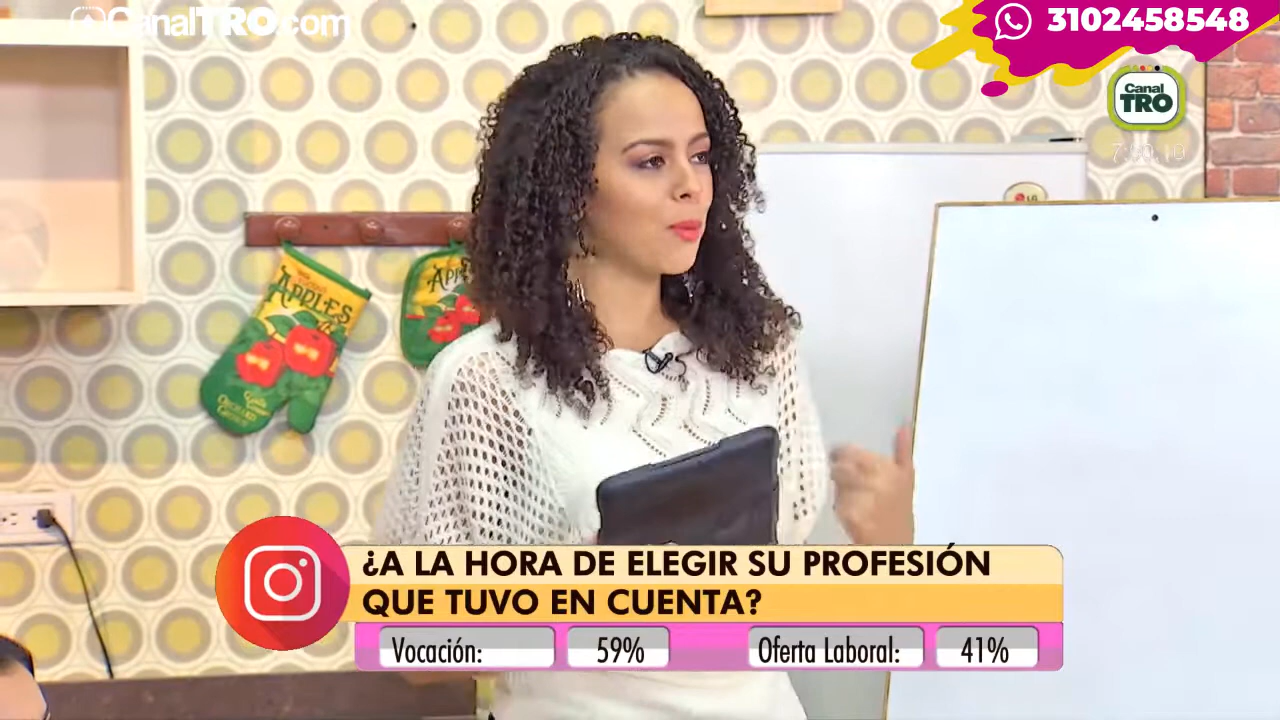 CanalTRO.com
3102458548
Canal
TRO
LG
APPLES
APP
¿A LA HORA DE ELEGIR SU PROFESIÓN
QUE TUVO EN CUENTA?
Vocación: 59% Oferta Laboral: 41%